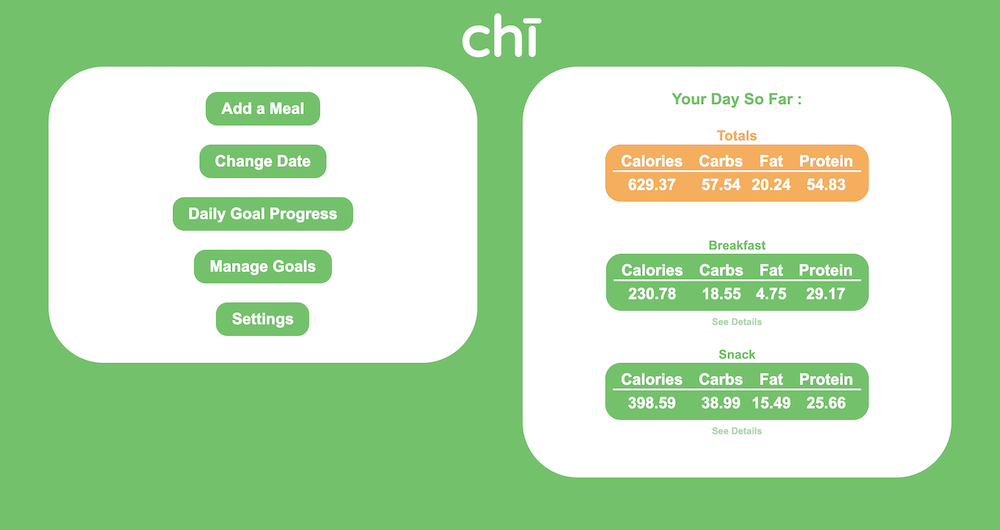 chī
Add a Meal
Change Date
Daily Goal Progress
Manage Goals
Settings
Your Day So Far :
Totals
Calories Carbs Fat Protein
629.37 57.54 20.24 54.83
Breakfast
Calories Carbs Fat Protein
230.78 18.55 4.75 29.17
See Details
Snack
Calories Carbs Fat Protein
398.59 38.99 15.49 25.66
See Details